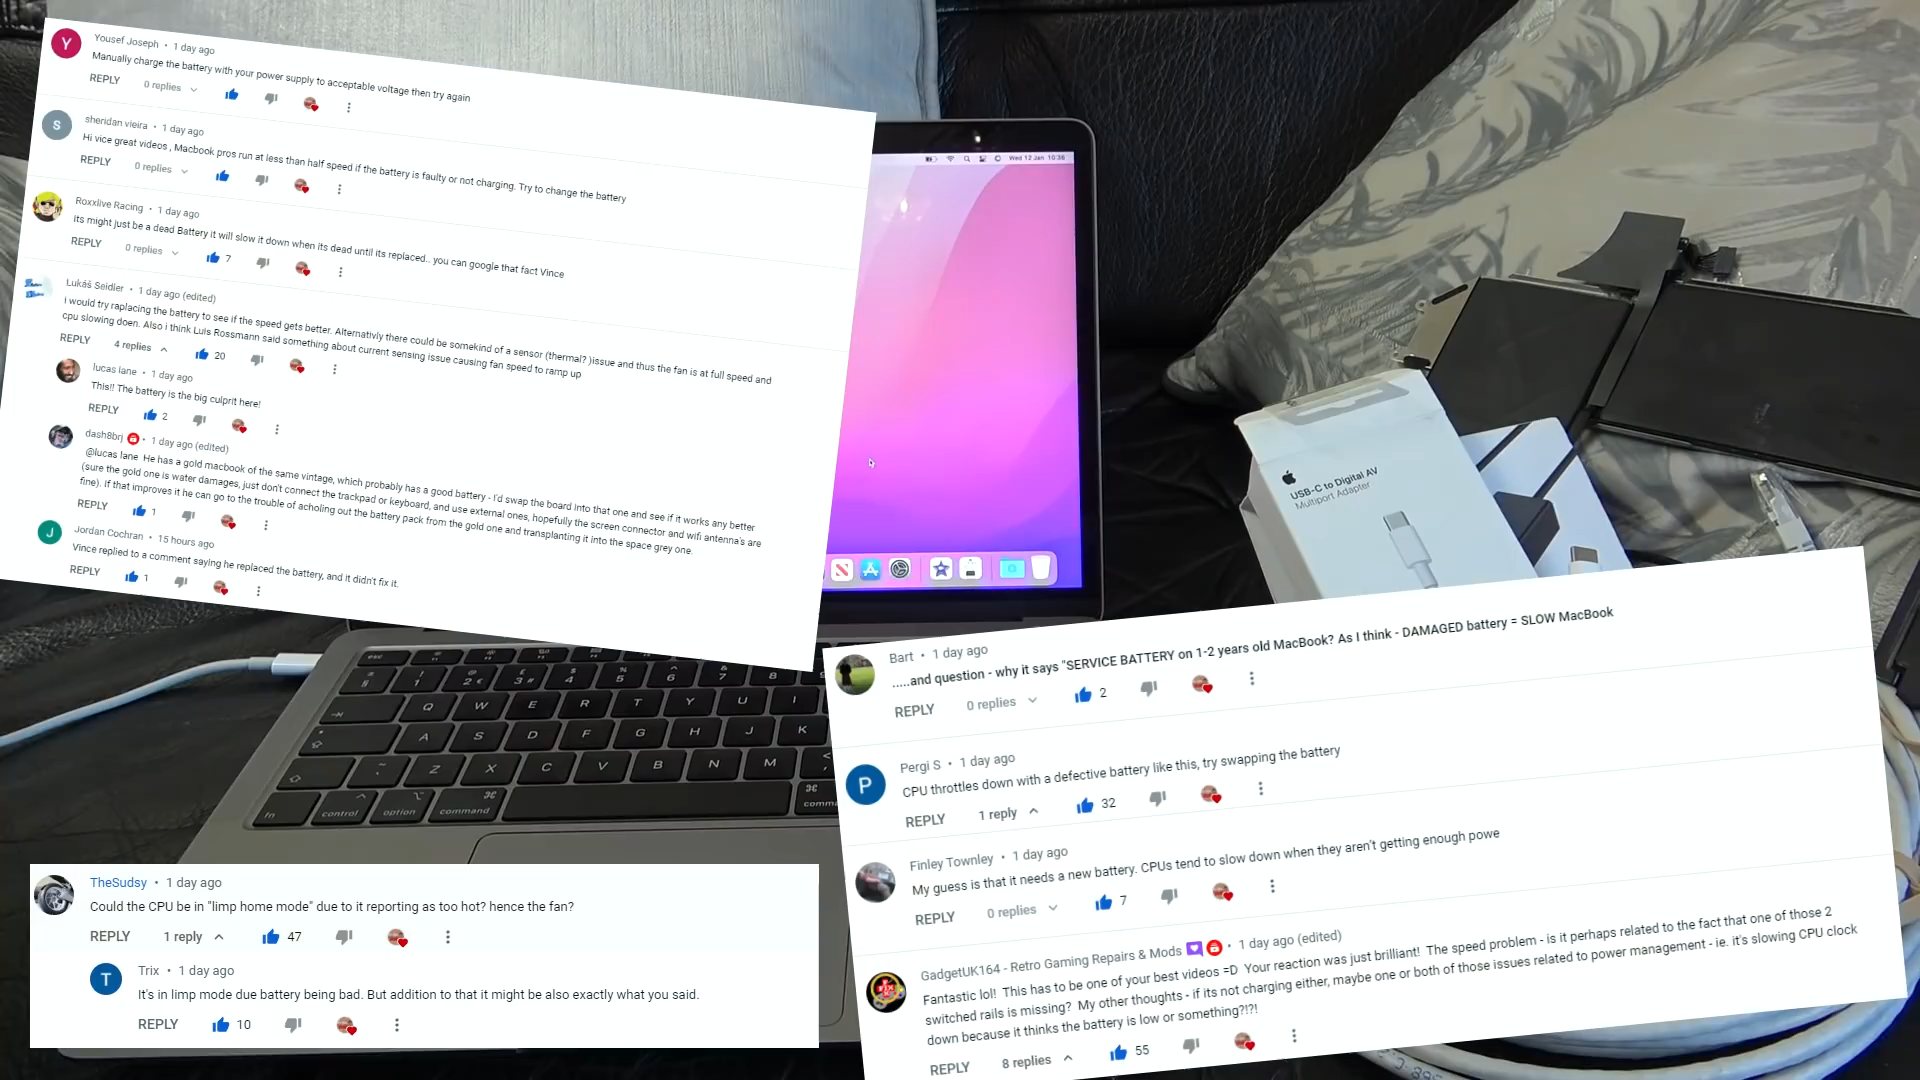 Y
Yousef Joseph • 1 day ago
Manually charge the battery with your power supply to acceptable voltage then try again
REPLY
0 replies
S
sheridan vieira • 1 day ago
Hi vice great videos , Macbook pros run at less than half speed if the battery is faulty or not charging. Try to change the battery
REPLY
0 replies
Roxxlive Racing • 1 day ago
Its might just be a dead Battery it will slow it down when its dead until its replaced.. you can google that fact Vince
REPLY
0 replies
7
Lukáš Seidler • 1 day ago (edited)
I would try raplacing the battery to see if the speed gets better. Alternativly there could be somekind of a sensor (thermal? )issue and thus the fan is at full speed and
cpu slowing doen. Also i think Luis Rossmann said something about current sensing issue causing fan speed to ramp up
REPLY
4 replies
20
lucas lane • 1 day ago
This!! The battery is the big culprit here!
REPLY
2
dash8brj • 1 day ago (edited)
@lucas lane He has a gold macbook of the same vintage, which probably has a good battery - I'd swap the board into that one and see if it works any better
(sure the gold one is water damages, just don't connect the trackpad or keyboard, and use external ones, hopefully the screen connector and wifi antenna's are
fine). If that improves it he can go to the trouble of acholing out the battery pack from the gold one and transplanting it into the space grey one.
REPLY
1
J
Jordan Cochran • 15 hours ago
Vince replied to a comment saying he replaced the battery, and it didn't fix it.
REPLY
1
Wed 12 Jan 10:36
USB-C to Digital AV
Multiport Adapter
esc
§ 1 2 € 3 # 4 5 6 7 8
Q W E R T Y U I
A S D F G H J K
Z X C V B N M
fn control option command
Bart • 1 day ago
.....and question - why it says "SERVICE BATTERY on 1-2 years old MacBook? As I think - DAMAGED battery = SLOW MacBook
REPLY
0 replies
2
P
Pergi S • 1 day ago
CPU throttles down with a defective battery like this, try swapping the battery
REPLY
1 reply
32
Finley Townley • 1 day ago
My guess is that it needs a new battery. CPUs tend to slow down when they aren't getting enough powe
REPLY
0 replies
7
GadgetUK164 - Retro Gaming Repairs & Mods • 1 day ago (edited)
Fantastic lol! This has to be one of your best videos =D Your reaction was just brilliant! The speed problem - is it perhaps related to the fact that one of those 2
switched rails is missing? My other thoughts - if its not charging either, maybe one or both of those issues related to power management - ie. it's slowing CPU clock
down because it thinks the battery is low or something?!?!
REPLY
8 replies
55
TheSudsy • 1 day ago
Could the CPU be in "limp home mode" due to it reporting as too hot? hence the fan?
REPLY
1 reply
47
T
Trix • 1 day ago
It's in limp mode due battery being bad. But addition to that it might be also exactly what you said.
REPLY
10